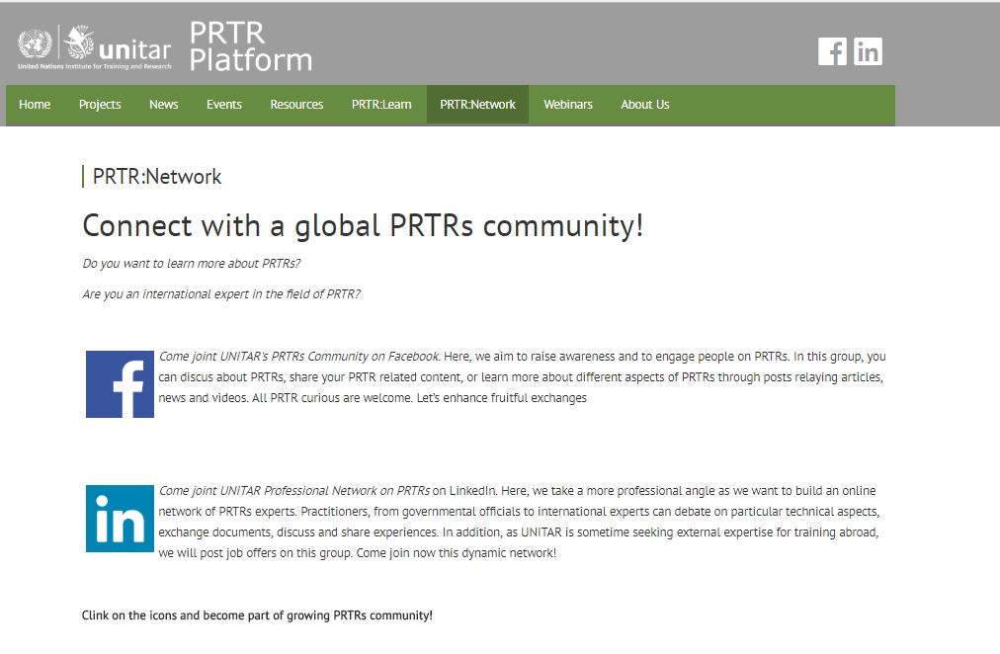 unitar
United Nations Institute for Training and Research
PRTR
Platform
Home Projects News Events Resources PRTR:Learn PRTR:Network Webinars About Us
PRTR:Network
Connect with a global PRTRs community!
Do you want to learn more about PRTRs?
Are you an international expert in the field of PRTR?
Come joint UNITAR's PRTRs Community on Facebook. Here, we aim to raise awareness and to engage people on PRTRs. In this group, you
can discus about PRTRs, share your PRTR related content, or learn more about different aspects of PRTRs through posts relaying articles,
news and videos. All PRTR curious are welcome. Let's enhance fruitful exchanges
Come joint UNITAR Professional Network on PRTRs on LinkedIn. Here, we take a more professional angle as we want to build an online
network of PRTRs experts. Practitioners, from governmental officials to international experts can debate on particular technical aspects,
exchange documents, discuss and share experiences. In addition, as UNITAR is sometime seeking external expertise for training abroad,
we will post job offers on this group. Come join now this dynamic network!
Clink on the icons and become part of growing PRTRs community!